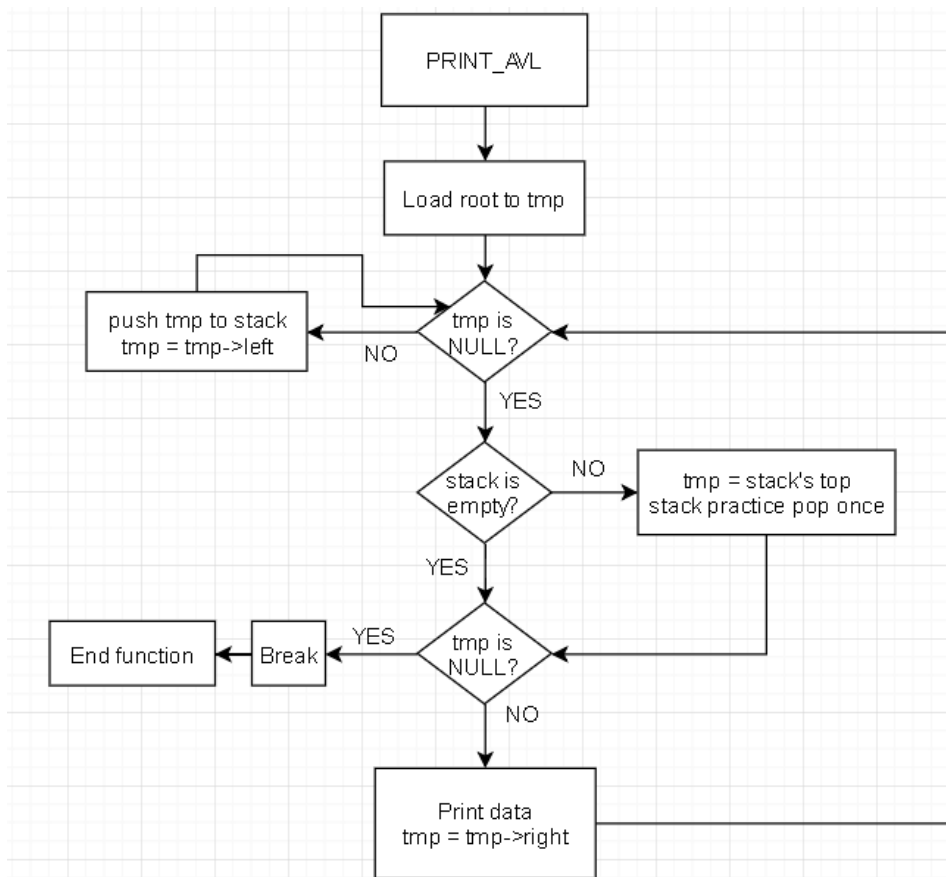 PRINT_AVL
Load root to tmp
push tmp to stack
tmp = tmp->left
NO
tmp is
NULL?
YES
stack is
empty?
NO
tmp = stack's top
stack practice pop once
YES
End function
Break
YES
tmp is
NULL?
NO
Print data
tmp = tmp->right